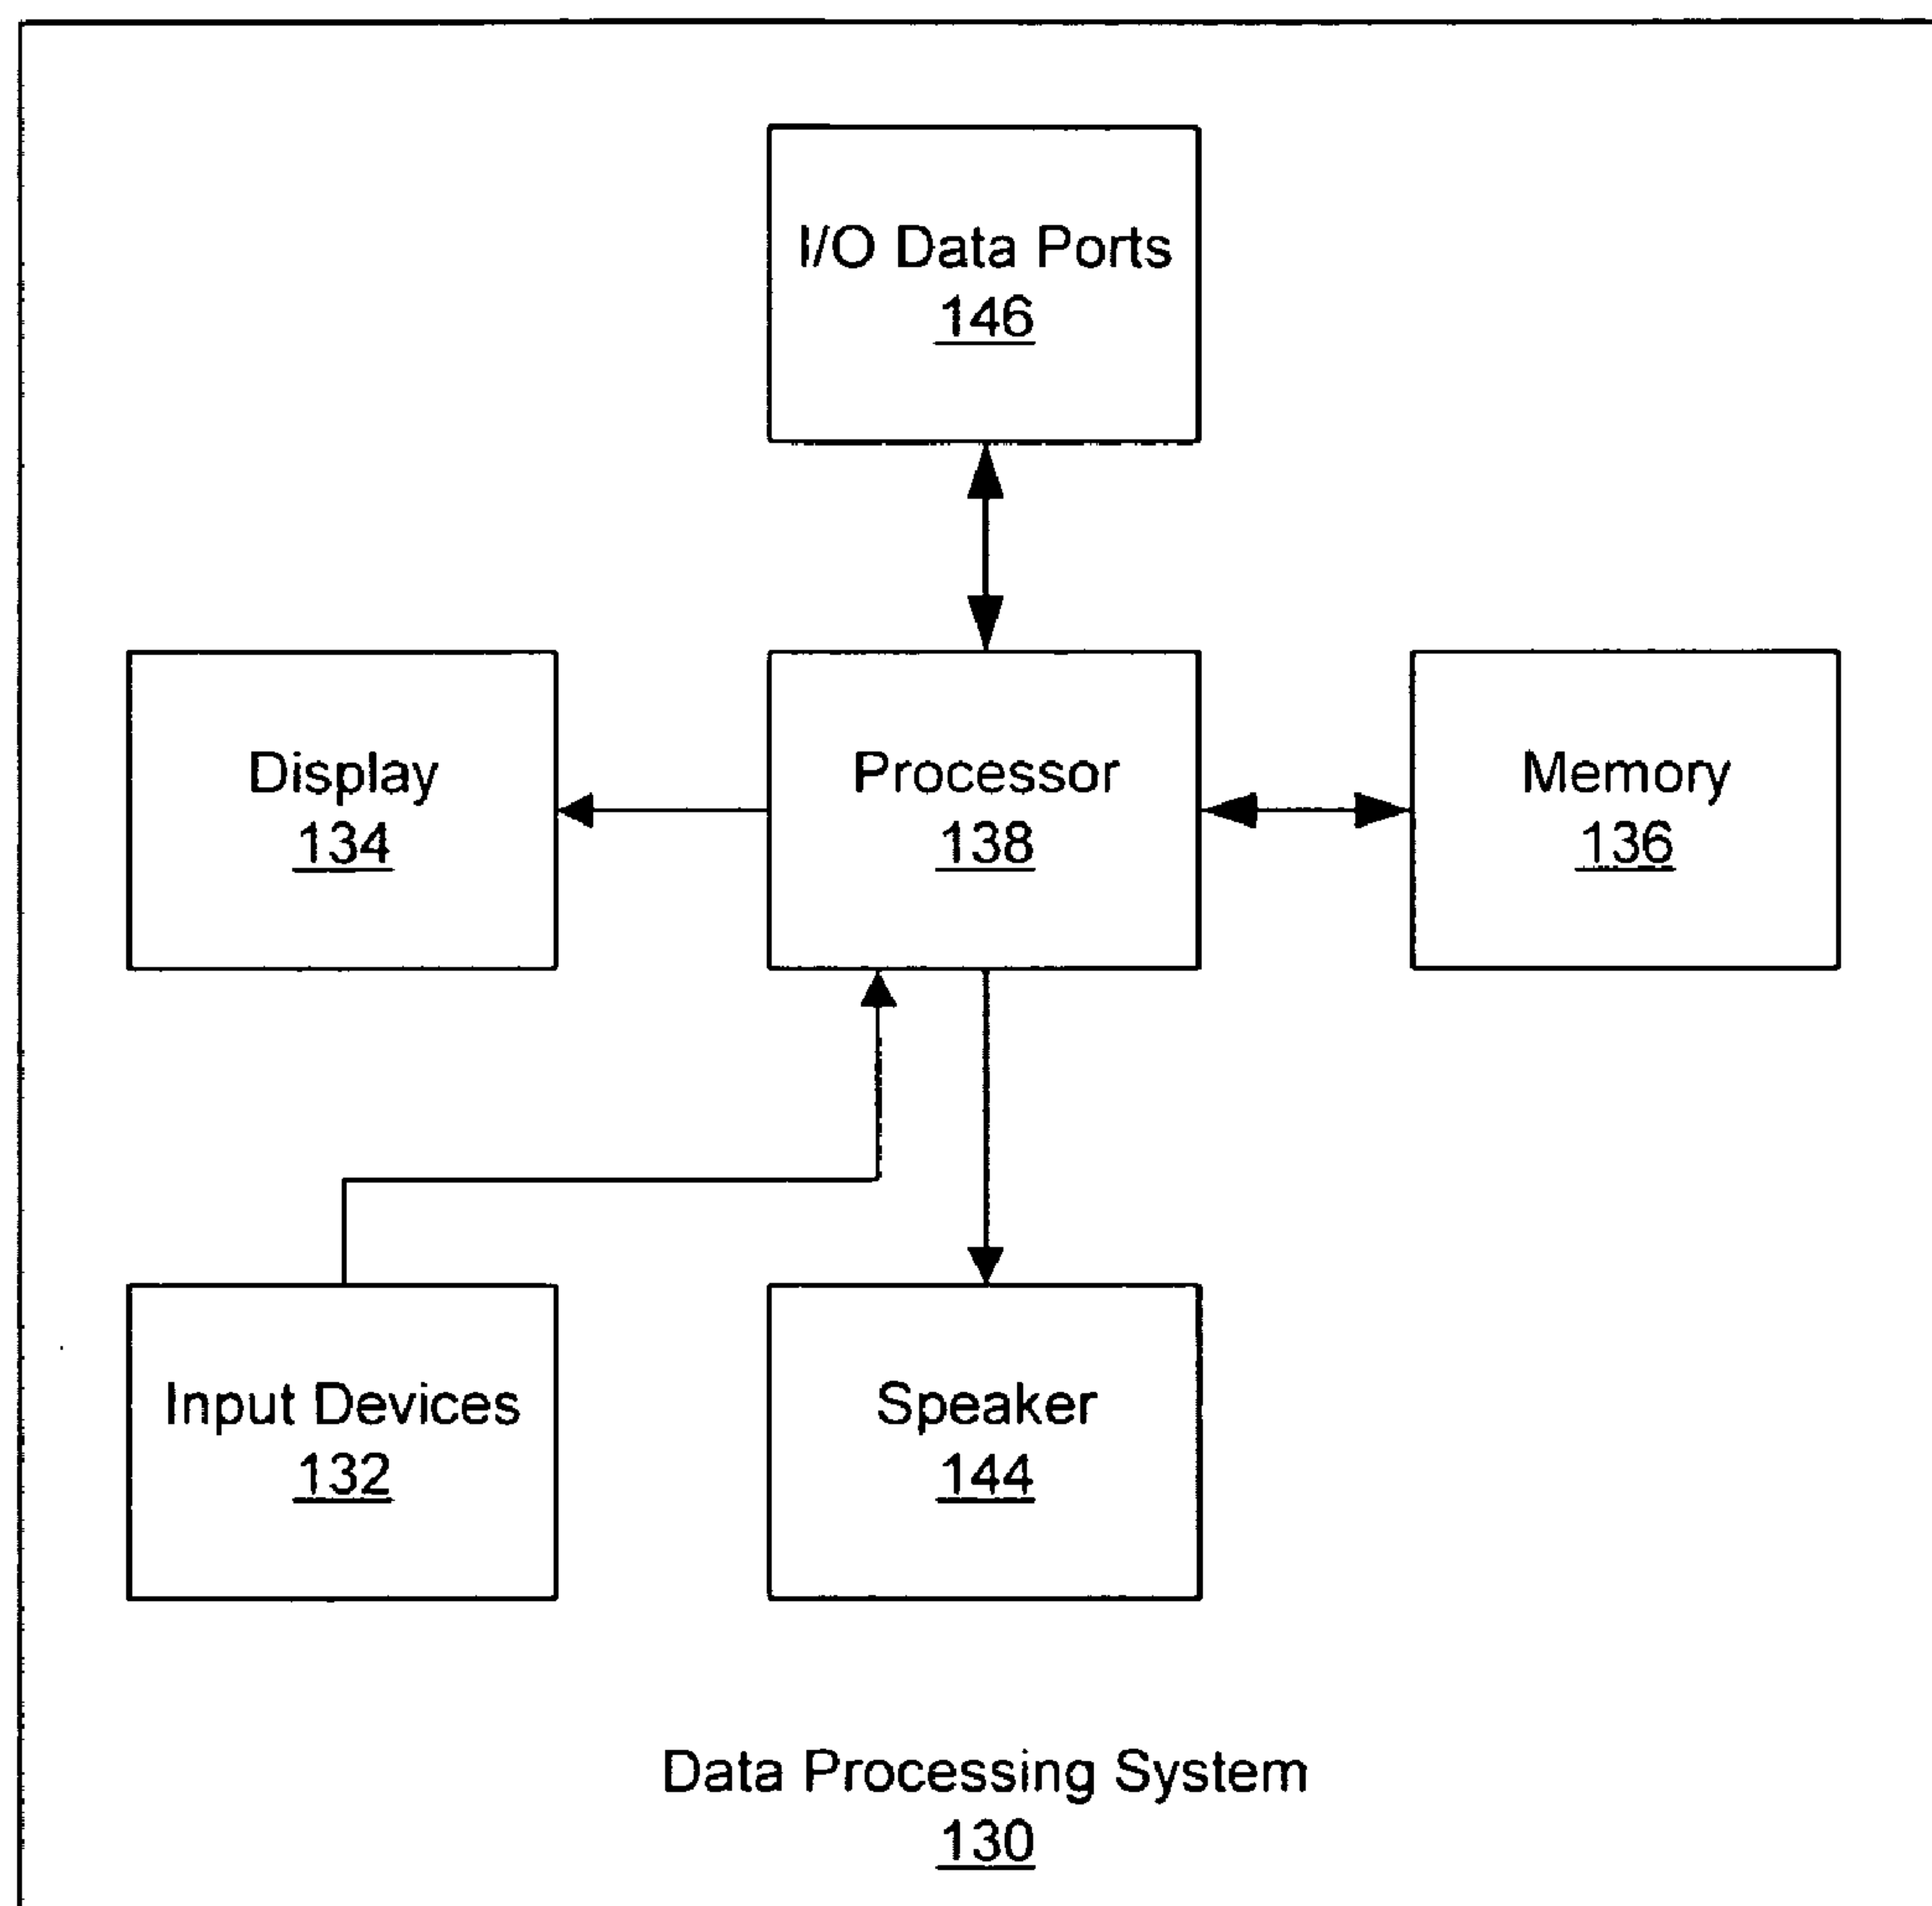 I/O Data Ports
146
Display
134
Processor
138
Memory
136
Input Devices
132
Speaker
144
Data Processing System
130